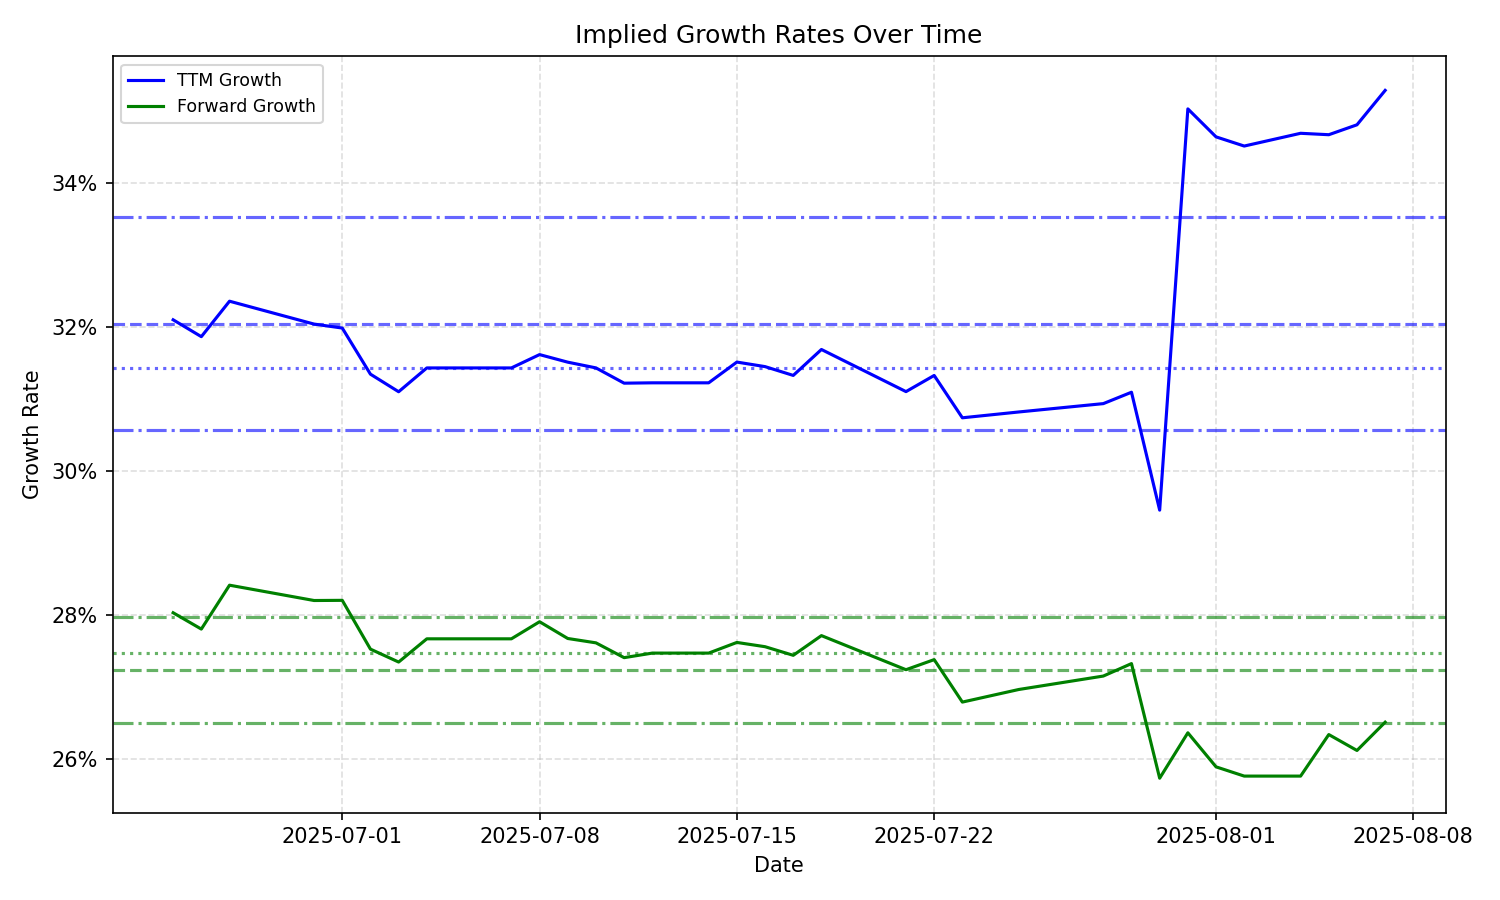 Implied Growth Rates Over Time
TTM Growth
Forward Growth
Growth Rate
34%
32%
30%
28%
26%
2025-07-01
2025-07-08
2025-07-15
2025-07-22
2025-08-01
2025-08-08
Date